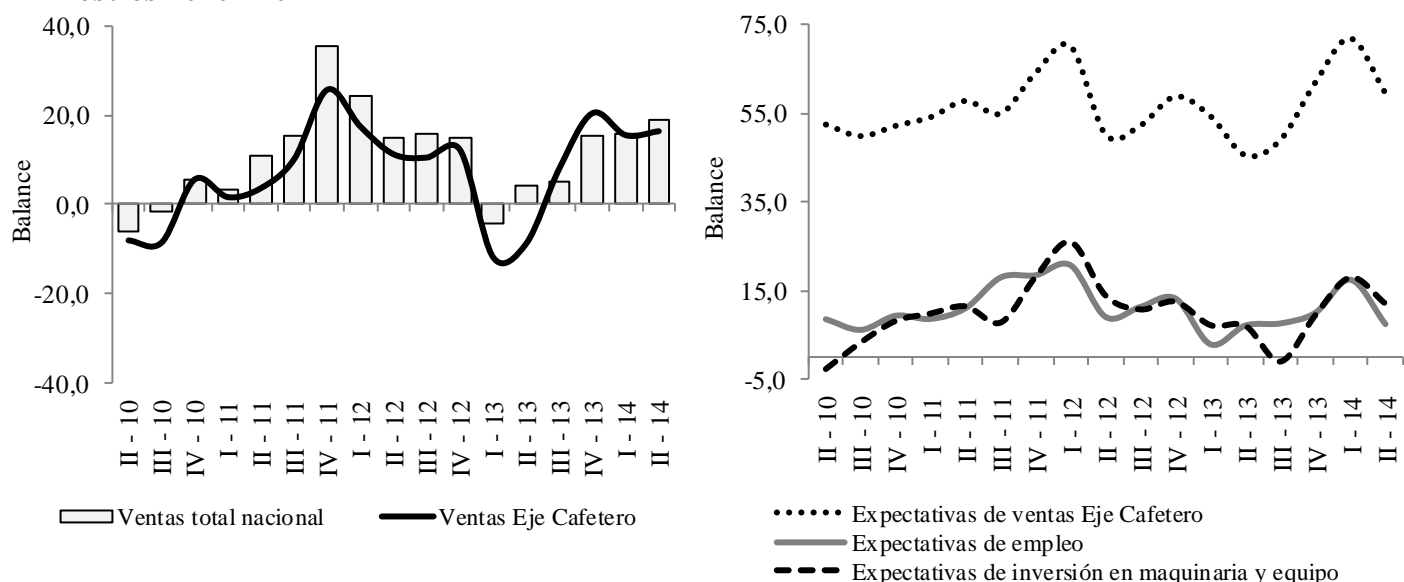 40,0
20,0
0,0
-20,0
-40,0
Balance
II - 10
III - 10
IV - 10
I - 11
II - 11
III - 11
IV - 11
I - 12
II - 12
III - 12
IV - 12
I - 13
II - 13
III - 13
IV - 13
I - 14
II - 14
Ventas total nacional
Ventas Eje Cafetero
75,0
55,0
35,0
15,0
-5,0
Balance
II - 10
III - 10
IV - 10
I - 11
II - 11
III - 11
IV - 11
I - 12
II - 12
III - 12
IV - 12
I - 13
II - 13
III - 13
IV - 13
I - 14
II - 14
Expectativas de ventas Eje Cafetero
Expectativas de empleo
Expectativas de inversión en maquinaria y equipo